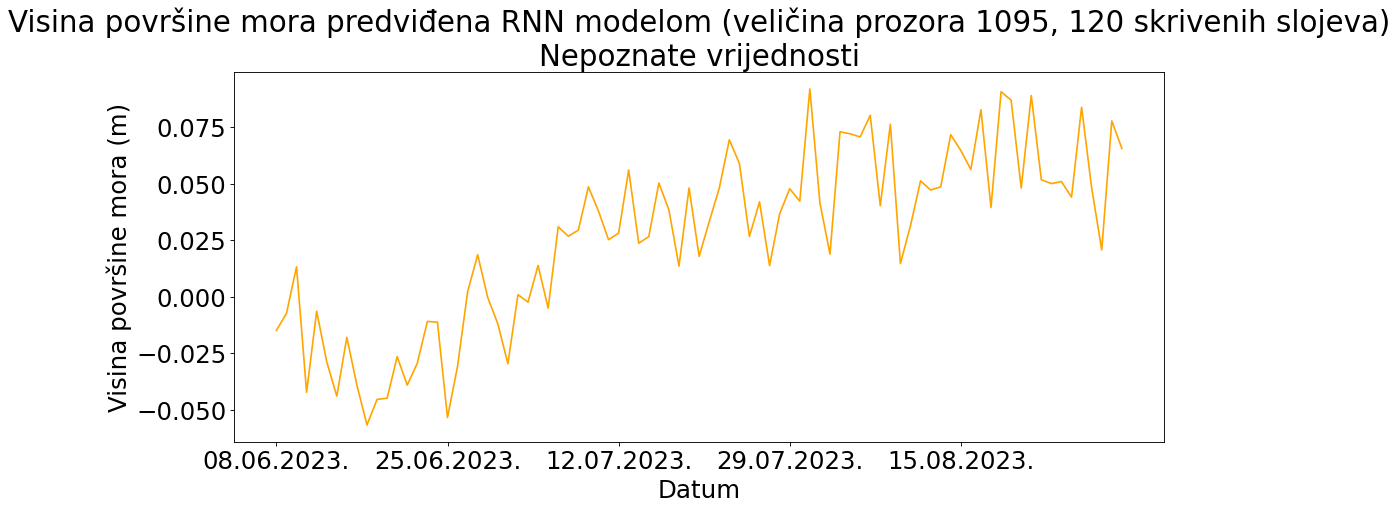 Visina površine mora predviđena RNN modelom (veličina prozora 1095, 120 skrivenih slojeva)
Nepoznate vrijednosti
Visina površine mora (m)
0.075
0.050
0.025
0.000
−0.025
−0.050
08.06.2023.
25.06.2023.
12.07.2023.
29.07.2023.
15.08.2023.
Datum